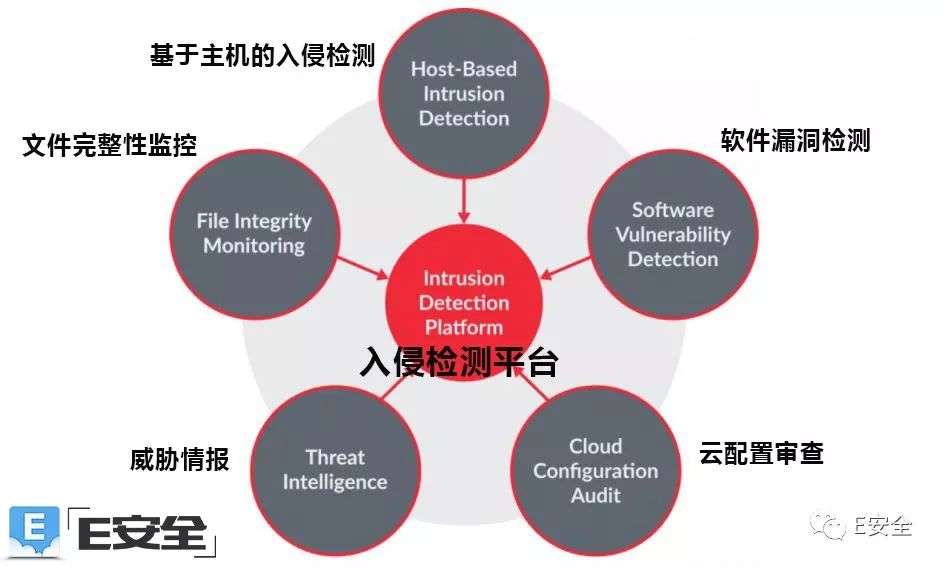 基于主机的入侵检测
Host-Based
Intrusion
Detection
文件完整性监控
File Integrity
Monitoring
软件漏洞检测
Software
Vulnerability
Detection
Intrusion
Detection
Platform
入侵检测平台
威胁情报
Threat
Intelligence
Cloud
Configuration
Audit
云配置审查
E
E安全
E安全